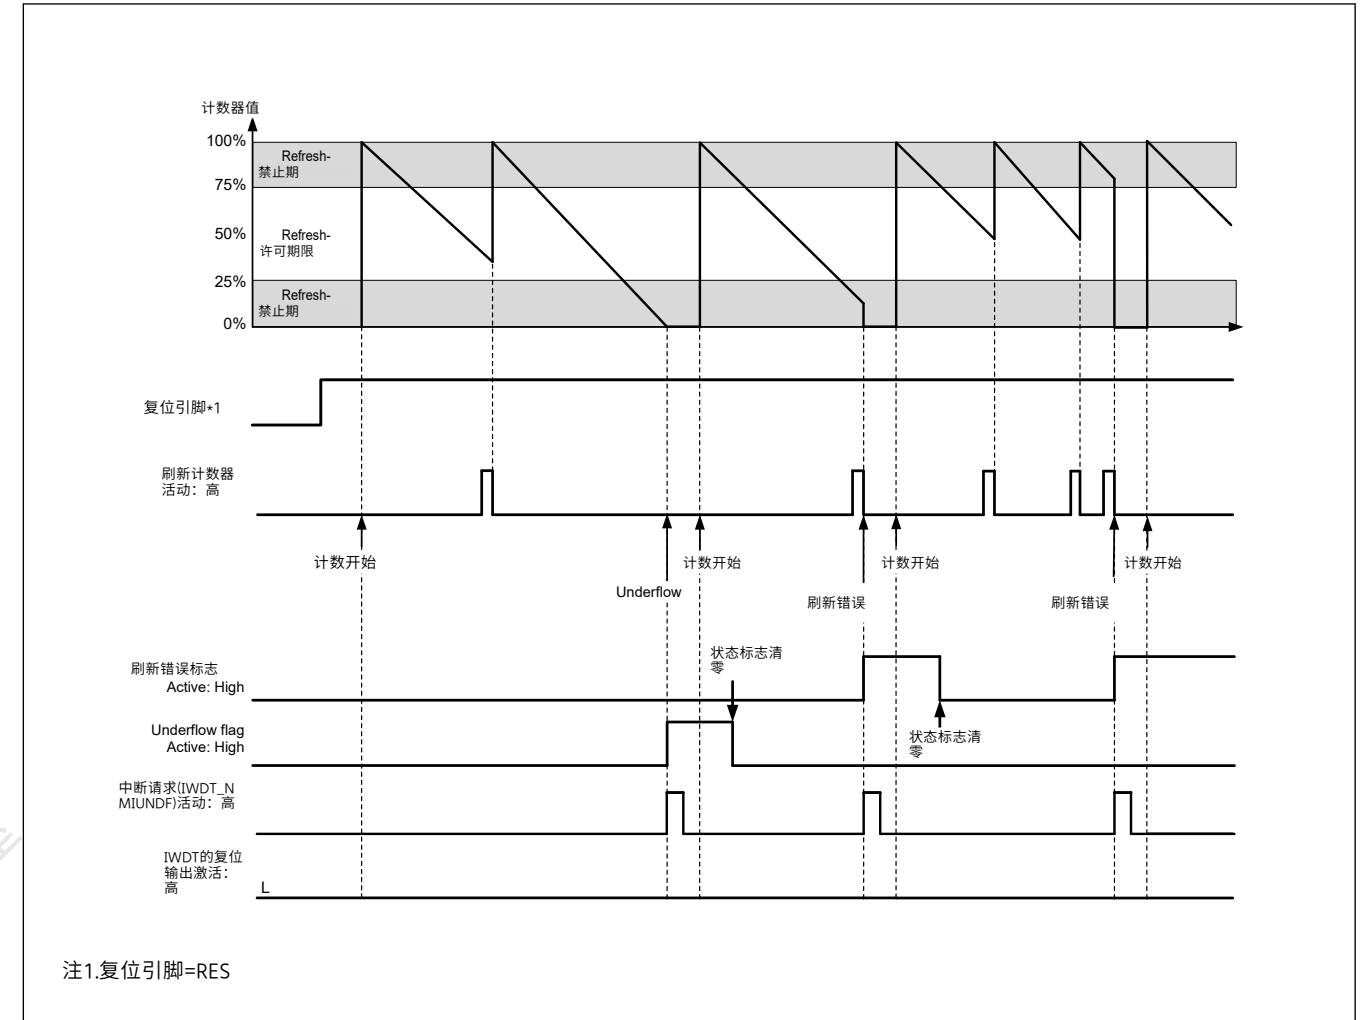 计数器值
100%
Refresh-
禁止期
75%
50%
Refresh-
许可期限
25%
Refresh-
禁止期
0%
复位引脚*1
刷新计数器
活动：高
计数开始
计数开始
计数开始
计数开始
Underflow
刷新错误
刷新错误
状态标志清
零
刷新错误标志
Active: High
Underflow flag
Active: High
状态标志清
零
中断请求(IWDT_N
MIUNDF)活动：高
IWDT的复位
输出激活：
高
L
注1.复位引脚=RES